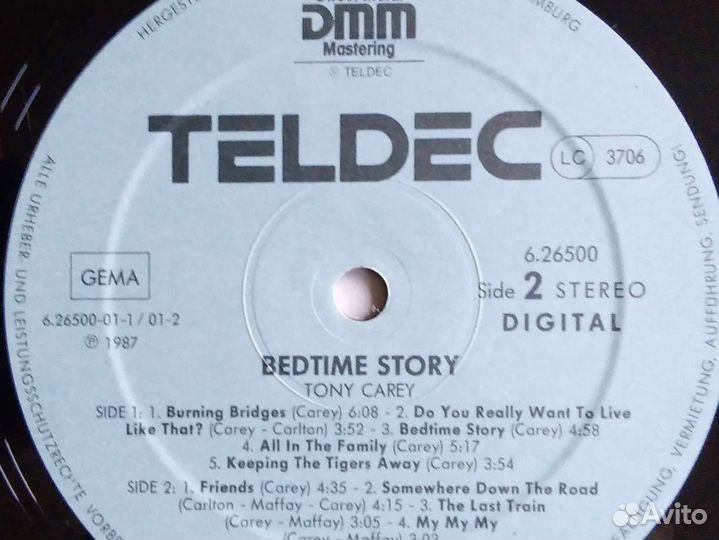 DMM
Mastering
℗ TELDEC
TELDEC
LC 3706
GEMA
6.26500
Side 2 STEREO
6.26500-01-1 / 01-2
℗ 1987
DIGITAL
BEDTIME STORY
TONY CAREY
SIDE 1: 1. Burning Bridges (Carey) 6:08 - 2. Do You Really Want To Live
Like That? (Carey - Carlton) 3:52 - 3. Bedtime Story (Carey) 4:58
4. All In The Family (Carey) 5:17
5. Keeping The Tigers Away (Carey) 3:54
SIDE 2: 1. Friends (Carey) 4:35 - 2. Somewhere Down The Road
(Carlton - Maffay - Carey) 4:15 - 3. The Last Train
(Carey - Maffay) 3:05 - 4. My My My
(Carey - Maffay)
ALLE URHEBER- UND LEISTUNGSSCHUTZRECHTE
VERMIETUNG, AUFFÜHRUNG, SENDUNG!
Avito